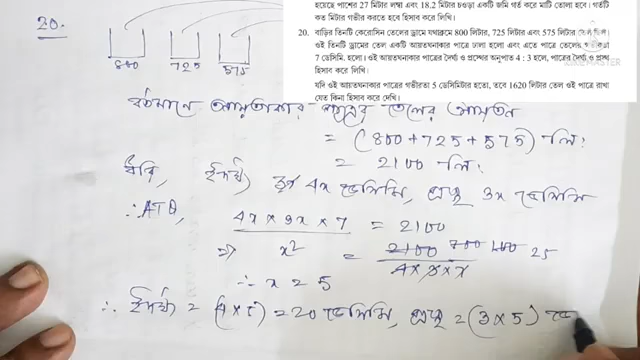 হয়েছে পাশের 27 মিটার লম্বা এবং 18.2 মিটার চওড়া একটি জমি গর্ত করে মাটি তোলা হবে। গর্তটি
কত মিটার গভীর করতে হবে হিসাব করে লিখি।
20. বাড়ির তিনটি কেরোসিন তেলের ড্রামে যথাক্রমে 800 লিটার, 725 লিটার এবং 575 লিটার তেল ছিল।
ওই তিনটি ড্রামের তেল একটি আয়তঘনাকার পাত্রে ঢালা হলো এবং এতে পাত্রে তেলের গভীরতা
7 ডেসিমি. হলো। ওই আয়তঘনাকার পাত্রের দৈর্ঘ্য ও প্রস্থের অনুপাত 4 : 3 হলে, পাত্রের দৈর্ঘ্য ও প্রস্থ
হিসাব করে লিখি।
যদি ওই আয়তঘনাকার পাত্রের গভীরতা 5 ডেসিমিটার হতো, তবে 1620 লিটার তেল ওই পাত্রে রাখা
যেত কিনা হিসাব করে দেখি।
MASTER
20.
800 725 575
বর্তমানে আয়তাকার পাত্রের তেলের আয়তন
= (800 + 725 + 575) লি.
= 2100 লি.
ধরি, দৈর্ঘ্য 4x ডেসিমি, প্রস্থ 3x ডেসিমি
∴ ATQ, 4x × 3x × 7 = 2100
⇒ x² = 2100 700 100 25
4 × 3 × 7
∴ x = 5
∴ দৈর্ঘ্য = (4 × 5) = 20 ডেসিমি, প্রস্থ = (3 × 5) ডে